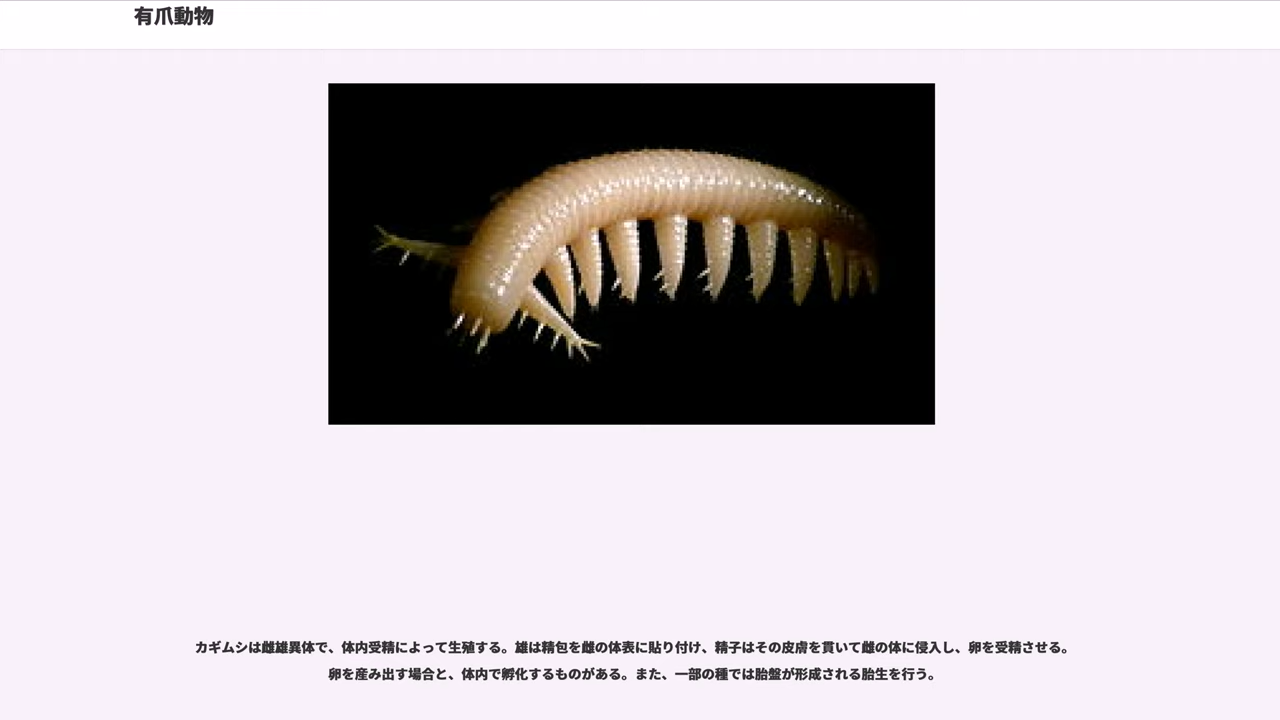 有爪動物
カギムシは雌雄異体で、体内受精によって生殖する。雄は精包を雌の体表に貼り付け、精子はその皮膚を貫いて雌の体に侵入し、卵を受精させる。
卵を産み出す場合と、体内で孵化するものがある。また、一部の種では胎盤が形成される胎生を行う。